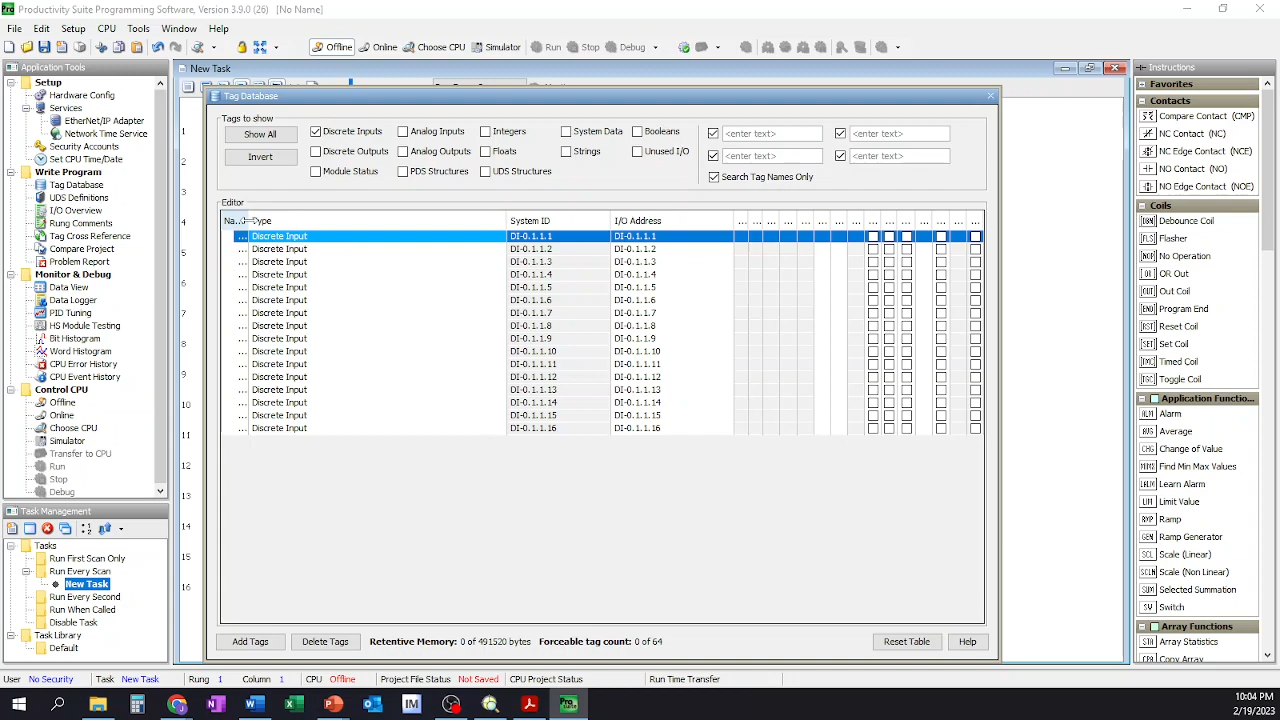 Productivity Suite Programming Software, Version 3.9.0 (26)   [No Name]
File Edit Setup CPU Tools Window Help
Offline Online Choose CPU Simulator Run Stop Debug
Application Tools
Setup
Hardware Config
Services
EtherNet/IP Adapter
Network Time Service
Security Accounts
Set CPU Time/Date
Write Program
Tag Database
UDS Definitions
I/O Overview
Rung Comments
Tag Cross Reference
Compare Project
Problem Report
Monitor & Debug
Data View
Data Logger
PID Tuning
HS Module Testing
Bit Histogram
Word Histogram
CPU Error History
CPU Event History
Control CPU
Offline
Online
Choose CPU
Simulator
Transfer to CPU
Run
Stop
Debug
Task Management
Tasks
Run First Scan Only
Run Every Scan
New Task
Run Every Second
Run When Called
Disable Task
Task Library
Default
New Task
1
2
3
4
5
6
7
8
9
10
11
12
13
14
15
16
Tag Database
Tags to show
Show All Discrete Inputs Analog Inputs Integers System Data Booleans <enter text> <enter text>
Invert Discrete Outputs Analog Outputs Floats Strings Unused I/O <enter text> <enter text>
Module Status PDS Structures UDS Structures Search Tag Names Only
Editor
Na... Type System ID I/O Address ... ... ... ... ... ... ... ... ... ... ... ... ... ... ...
... Discrete Input DI-0.1.1.1 DI-0.1.1.1
... Discrete Input DI-0.1.1.2 DI-0.1.1.2
... Discrete Input DI-0.1.1.3 DI-0.1.1.3
... Discrete Input DI-0.1.1.4 DI-0.1.1.4
... Discrete Input DI-0.1.1.5 DI-0.1.1.5
... Discrete Input DI-0.1.1.6 DI-0.1.1.6
... Discrete Input DI-0.1.1.7 DI-0.1.1.7
... Discrete Input DI-0.1.1.8 DI-0.1.1.8
... Discrete Input DI-0.1.1.9 DI-0.1.1.9
... Discrete Input DI-0.1.1.10 DI-0.1.1.10
... Discrete Input DI-0.1.1.11 DI-0.1.1.11
... Discrete Input DI-0.1.1.12 DI-0.1.1.12
... Discrete Input DI-0.1.1.13 DI-0.1.1.13
... Discrete Input DI-0.1.1.14 DI-0.1.1.14
... Discrete Input DI-0.1.1.15 DI-0.1.1.15
... Discrete Input DI-0.1.1.16 DI-0.1.1.16
Add Tags Delete Tags Retentive Memory: 0 of 491520 bytes Forceable tag count: 0 of 64 Reset Table Help
Instructions
Favorites
Contacts
Compare Contact (CMP)
NC Contact (NC)
NC Edge Contact (NCE)
NO Contact (NO)
NO Edge Contact (NOE)
Coils
Debounce Coil
Flasher
No Operation
OR Out
Out Coil
Program End
Reset Coil
Set Coil
Timed Coil
Toggle Coil
Application Functio...
Alarm
Average
Change of Value
Find Min Max Values
Learn Alarm
Limit Value
Ramp
Ramp Generator
Scale (Linear)
Scale (Non Linear)
Selected Summation
Switch
Array Functions
Array Statistics
Copy Array
User No Security Task New Task Rung 1 Column 1 CPU Offline Project File Status Not Saved CPU Project Status Run Time Transfer
10:04 PM
2/19/2023